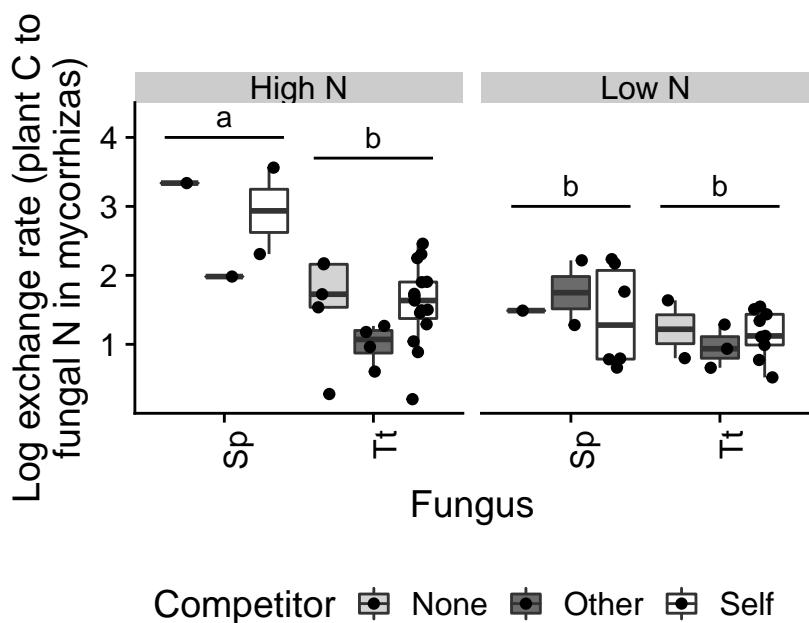 Log exchange rate (plant C to
fungal N in mycorrhizas)
High N
Low N
4
3
2
1
a
b
b
b
Sp
Tt
Sp
Tt
Fungus
Competitor None Other Self